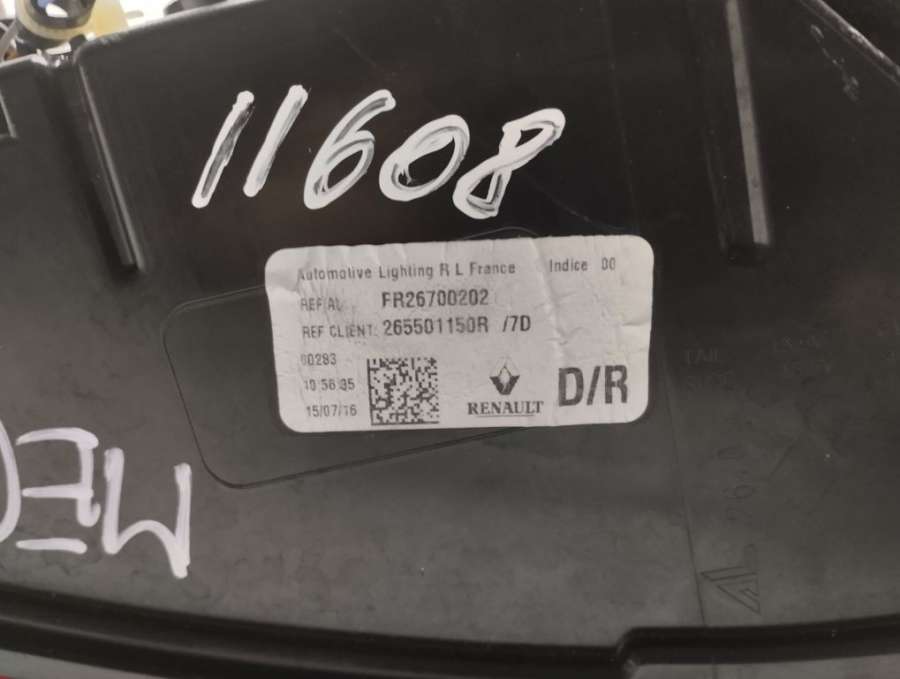 11608
Automotive Lighting R L France Indice 00
REF AL FR26700202
REF CLIENT: 265501150R /7D
00283
10:56:35
15/07/16
RENAULT
D/R